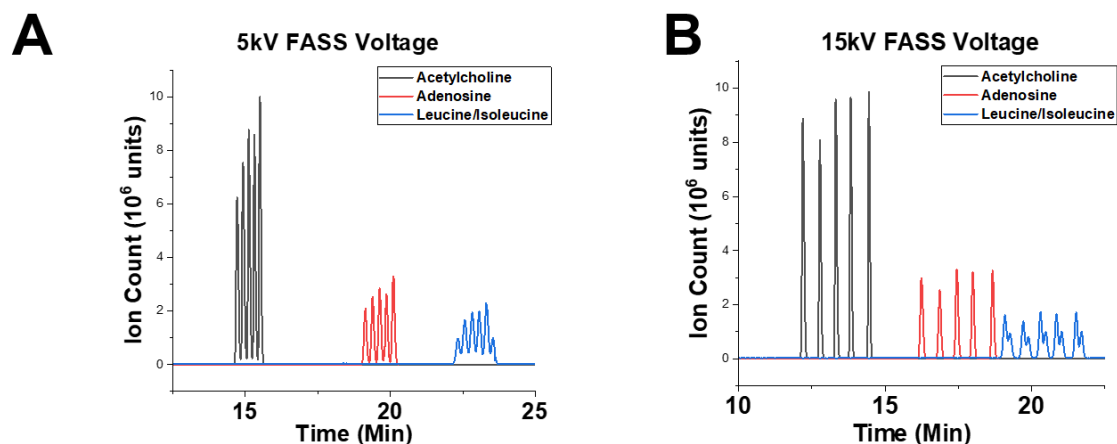 A
5kV FASS Voltage
Acetylcholine
Adenosine
Leucine/Isoleucine
10
8
6
4
2
0
Ion Count (10⁶ units)
15
20
25
Time (Min)
B
15kV FASS Voltage
Acetylcholine
Adenosine
Leucine/Isoleucine
10
8
6
4
2
0
Ion Count (10⁶ units)
10
15
20
Time (Min)